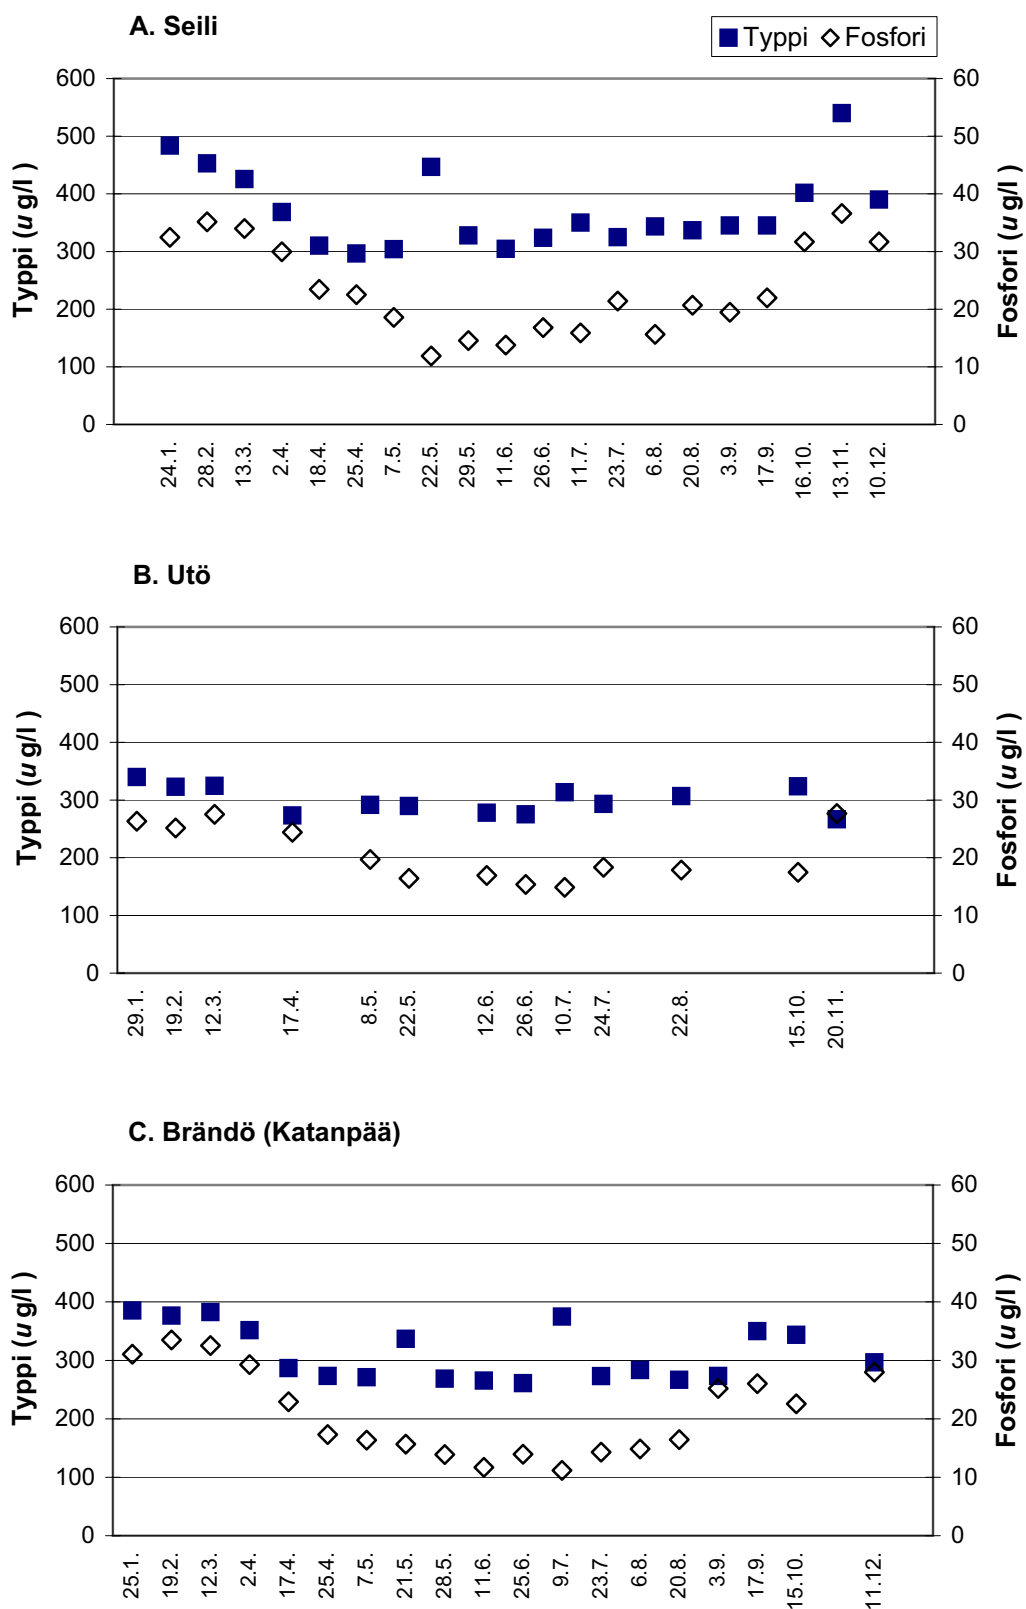 A. Seili
Typpi Fosfori
600 60
500 50
400 40
300 30
200 20
100 10
0 0
Typpi (u g/l )
Fosfori (u g/l )
24.1. 28.2. 13.3. 2.4. 18.4. 25.4. 7.5. 22.5. 29.5. 11.6. 26.6. 11.7. 23.7. 6.8. 20.8. 3.9. 17.9. 16.10. 13.11. 10.12.
B. Utö
600 60
500 50
400 40
300 30
200 20
100 10
0 0
Typpi (u g/l )
Fosfori (u g/l )
29.1. 19.2. 12.3. 17.4. 8.5. 22.5. 12.6. 26.6. 10.7. 24.7. 22.8. 15.10. 20.11.
C. Brändö (Katanpää)
600 60
500 50
400 40
300 30
200 20
100 10
0 0
Typpi (u g/l )
Fosfori (u g/l )
25.1. 19.2. 12.3. 2.4. 17.4. 25.4. 7.5. 21.5. 28.5. 11.6. 25.6. 9.7. 23.7. 6.8. 20.8. 3.9. 17.9. 15.10. 11.12.